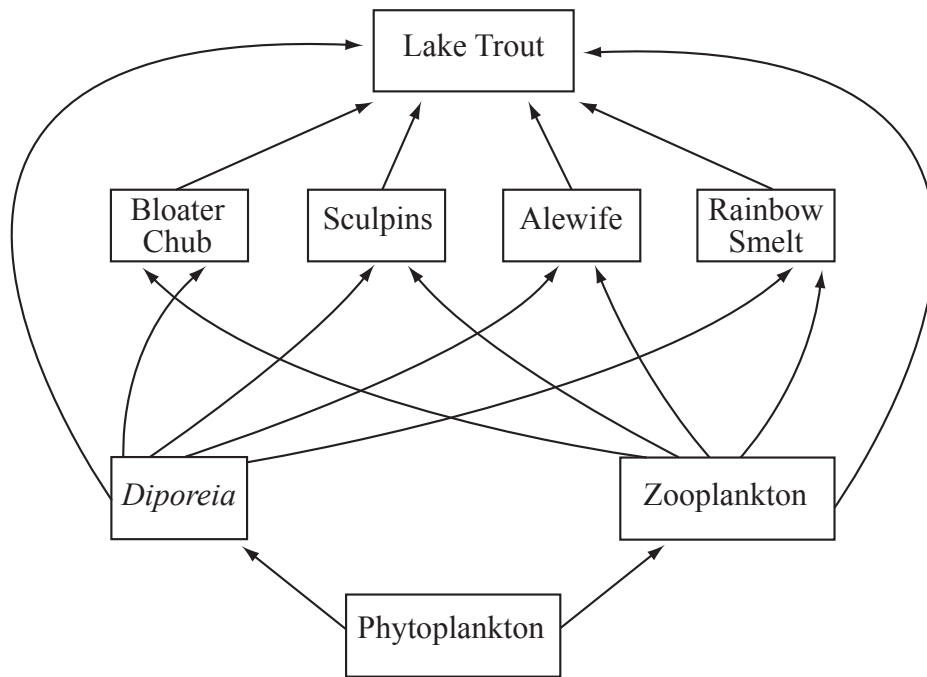 Lake Trout
Bloater
Chub
Sculpins
Alewife
Rainbow
Smelt
Diporeia
Zooplankton
Phytoplankton